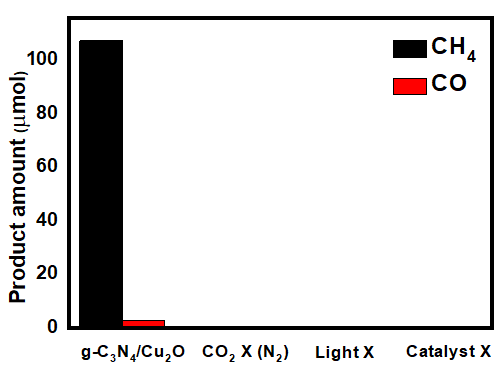 CH₄
CO
Product amount (μmol)
100
80
60
40
20
0
g-C₃N₄/Cu₂O CO₂ X (N₂) Light X Catalyst X